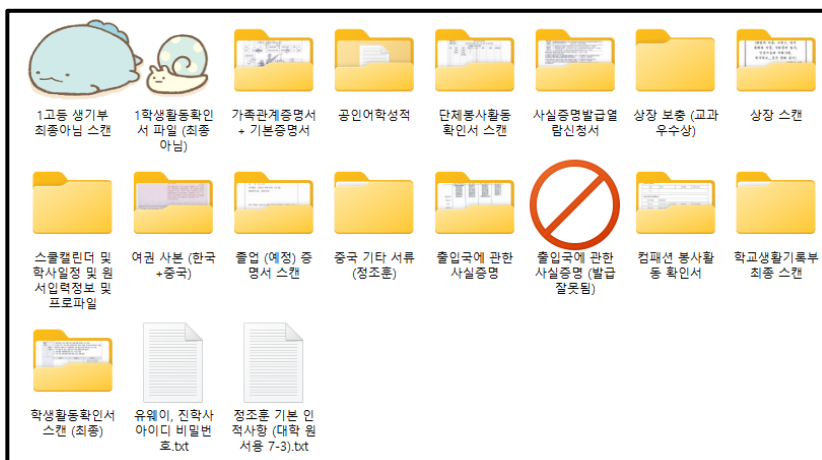 1고등 생기부
최종아님 스캔
1학생활동확인
서 파일 (최종
아님)
가족관계증명서
+ 기본증명서
공인어학성적
단체봉사활동
확인서 스캔
사실증명발급열
람신청서
상장 보충 (교과
우수상)
상장 스캔
스쿨캘린더 및
학사일정 및 원
서입력정보 및
프로파일
여권 사본 (한국
+중국)
졸업 (예정) 증
명서 스캔
중국 기타 서류
(정조훈)
출입국에 관한
사실증명
출입국에 관한
사실증명 (발급
잘못됨)
컴패션 봉사활
동 확인서
학교생활기록부
최종 스캔
학생활동확인서
스캔 (최종)
유웨이, 진학사
아이디 비밀번
호.txt
정조훈 기본 인
적사항 (대학 원
서용 7-3).txt